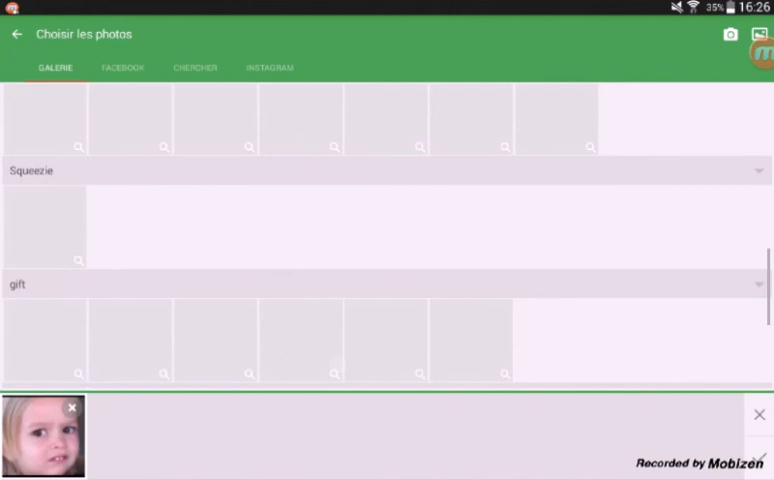 35% 16:26
Choisir les photos
GALERIE FACEBOOK CHERCHER INSTAGRAM
Squeezie
gift
Recorded by Mobizen